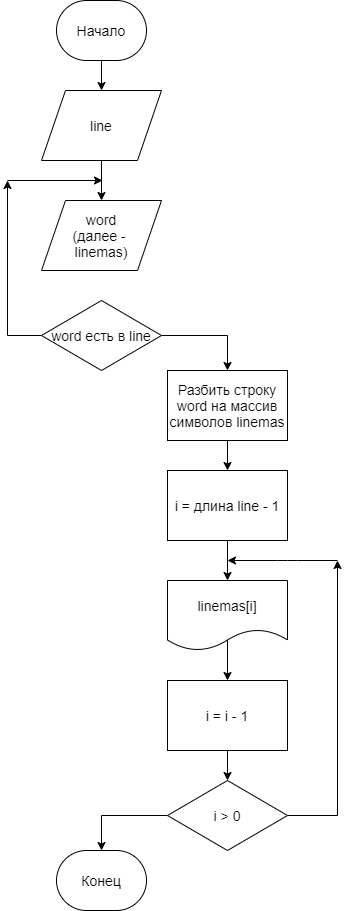 Начало
line
word
(далее -
linemas)
word есть в line
Разбить строку
word на массив
символов linemas
i = длина line - 1
linemas[i]
i = i - 1
i > 0
Конец